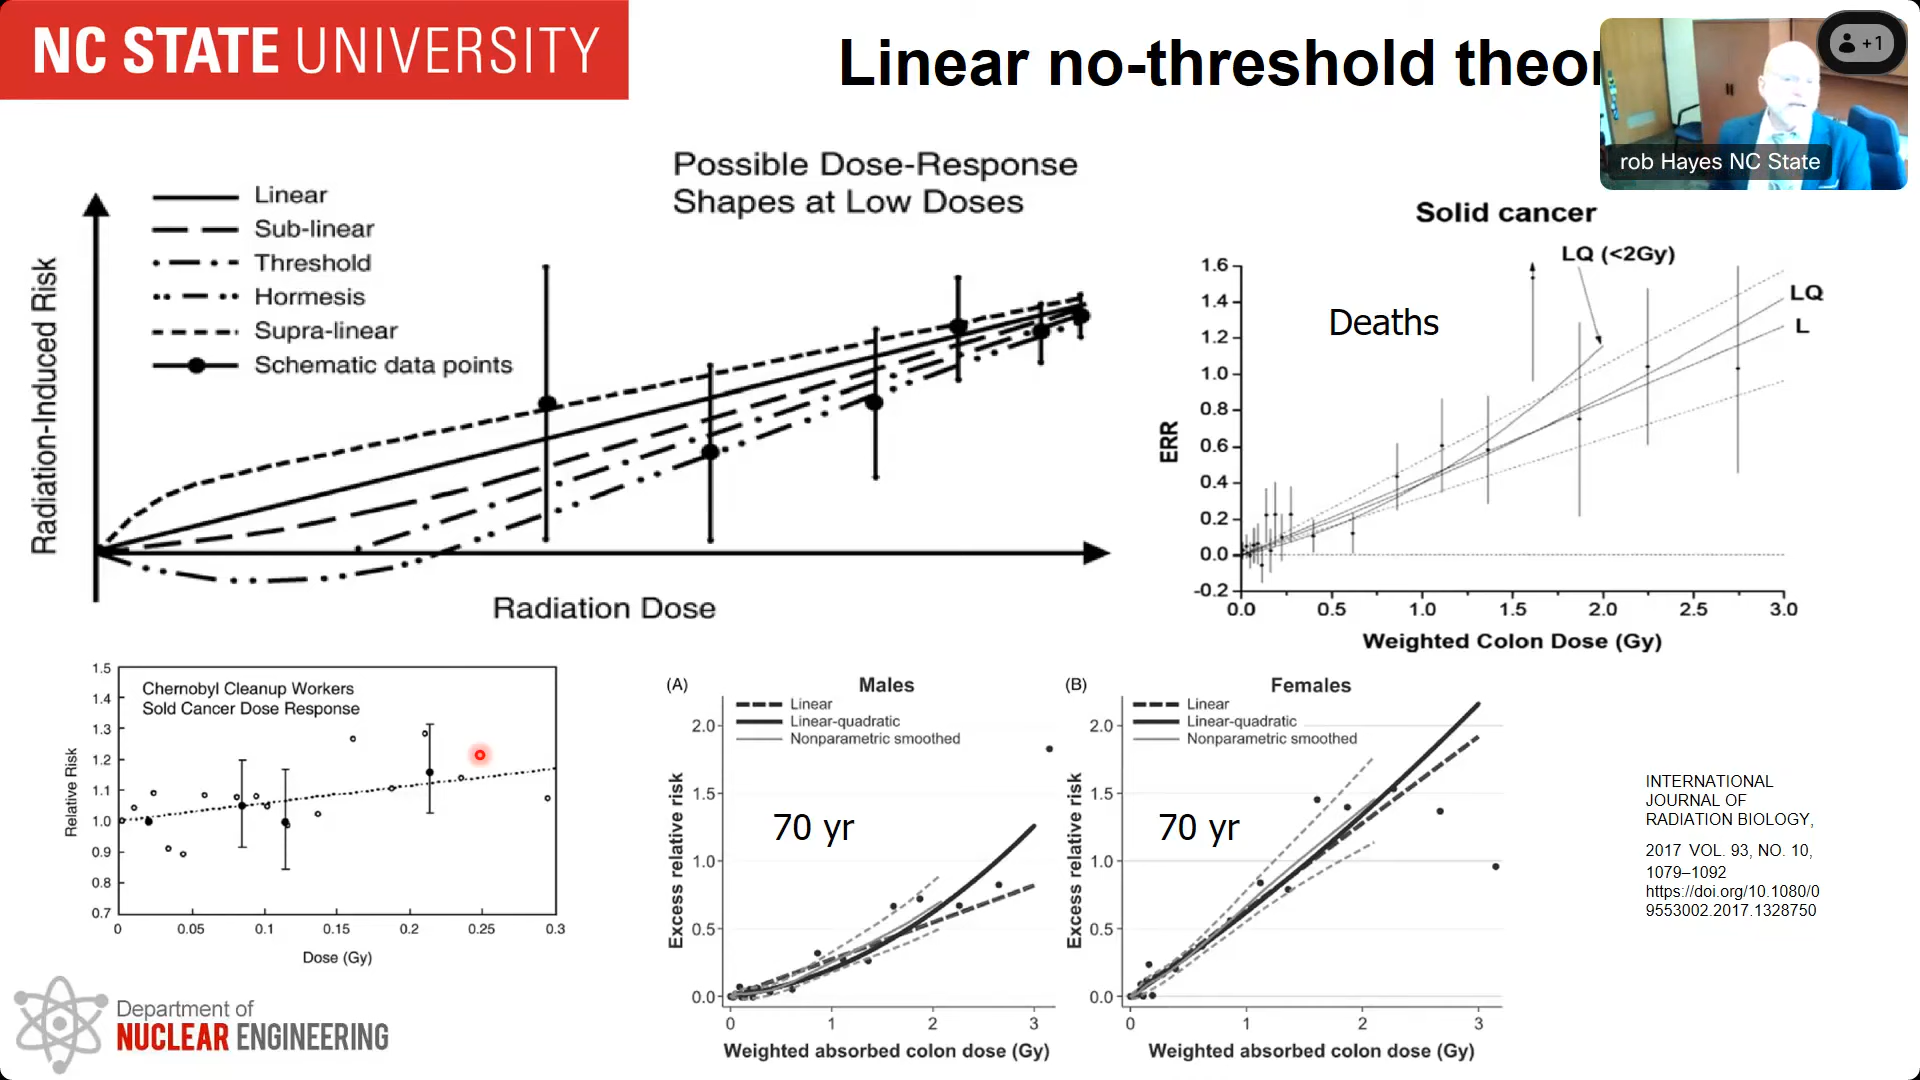 NC STATE UNIVERSITY
Linear no-threshold theor
+1
rob Hayes NC State
Possible Dose-Response
Shapes at Low Doses
Linear
Sub-linear
Threshold
Hormesis
Supra-linear
Schematic data points
Radiation-Induced Risk
Radiation Dose
Solid cancer
LQ (<2Gy)
Deaths
LQ
L
ERR
1.6
1.4
1.2
1.0
0.8
0.6
0.4
0.2
0.0
-0.2
0.0 0.5 1.0 1.5 2.0 2.5 3.0
Weighted Colon Dose (Gy)
Chernobyl Cleanup Workers
Sold Cancer Dose Response
Relative Risk
1.5
1.4
1.3
1.2
1.1
1.0
0.9
0.8
0.7
0 0.05 0.1 0.15 0.2 0.25 0.3
Dose (Gy)
(A) Males
Linear
Linear-quadratic
Nonparametric smoothed
70 yr
Excess relative risk
2.0
1.5
1.0
0.5
0.0
0 1 2 3
Weighted absorbed colon dose (Gy)
(B) Females
Linear
Linear-quadratic
Nonparametric smoothed
70 yr
Excess relative risk
2.0
1.5
1.0
0.5
0.0
0 1 2 3
Weighted absorbed colon dose (Gy)
INTERNATIONAL
JOURNAL OF
RADIATION BIOLOGY,
2017 VOL. 93, NO. 10,
1079–1092
https://doi.org/10.1080/0
9553002.2017.1328750
Department of
NUCLEAR ENGINEERING